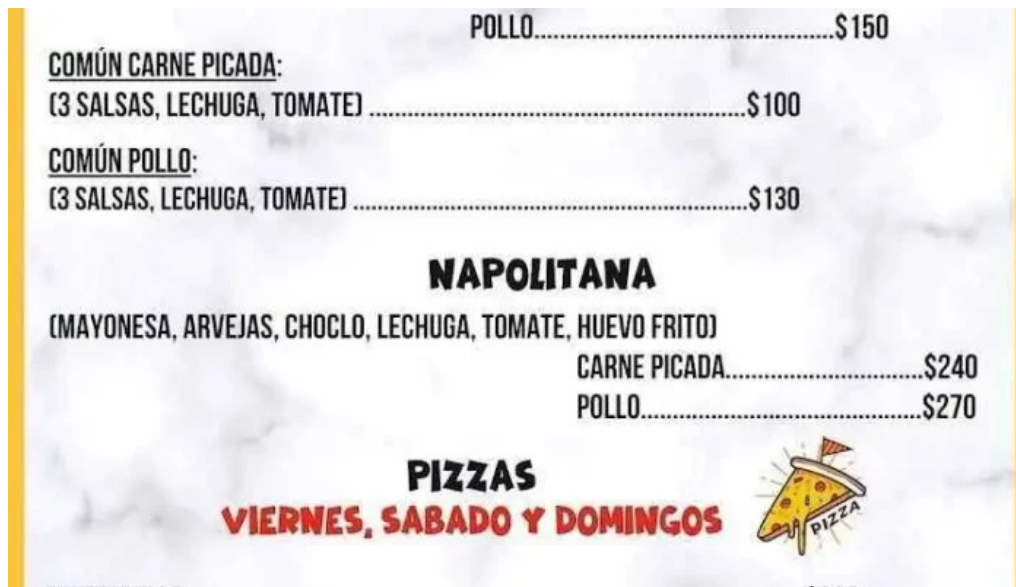 POLLO...............................................$150
COMÚN CARNE PICADA:
(3 SALSAS, LECHUGA, TOMATE) ...........................................................$100
COMÚN POLLO:
(3 SALSAS, LECHUGA, TOMATE) ..............................................................$130
NAPOLITANA
(MAYONESA, ARVEJAS, CHOCLO, LECHUGA, TOMATE, HUEVO FRITO)
CARNE PICADA...............................$240
POLLO............................................$270
PIZZAS
VIERNES, SABADO Y DOMINGOS
PIZZA